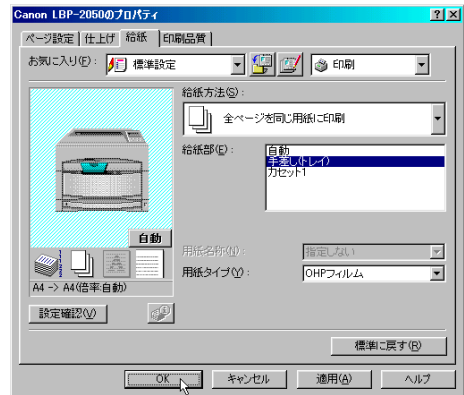 Canon LBP-2050のプロパティ
ページ設定 仕上げ 給紙 印刷品質
お気に入り(F): 標準設定 印刷
給紙方法(S):
全ページを同じ用紙に印刷
給紙部(E):
自動
手差し(トレイ)
カセット1
自動
用紙名称(N): 指定しない
A4 -> A4(倍率:自動)
用紙タイプ(Y): OHPフィルム
設定確認(V)
標準に戻す(R)
OK キャンセル 適用(A) ヘルプ